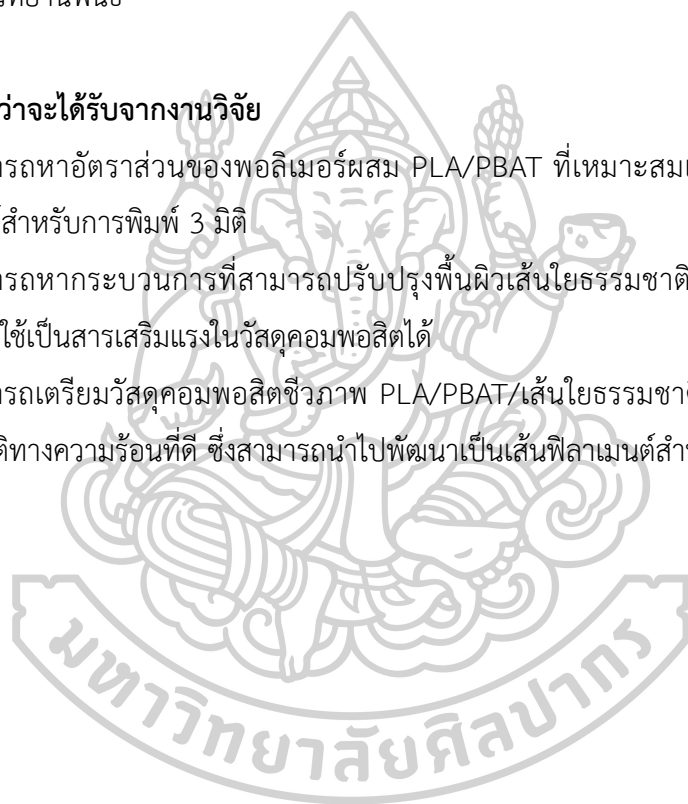 ว่าจะได้รับจากงานวิจัย
ารถหาอัตราส่วนของพอลิเมอร์ผสม PLA/PBAT ที่เหมาะสม
์สำหรับการพิมพ์ 3 มิติ
ารถหากระบวนการที่สามารถปรับปรุงพื้นผิวเส้นใยธรรมชาติ
ใช้เป็นสารเสริมแรงในวัสดุคอมพอสิตได้
ารถเตรียมวัสดุคอมพอสิตชีวภาพ PLA/PBAT/เส้นใยธรรมชาติ
ติทางความร้อนที่ดี ซึ่งสามารถนำไปพัฒนาเป็นเส้นฟิลาเมนต์สำ
มหาวิทยาลัยศิลปากร